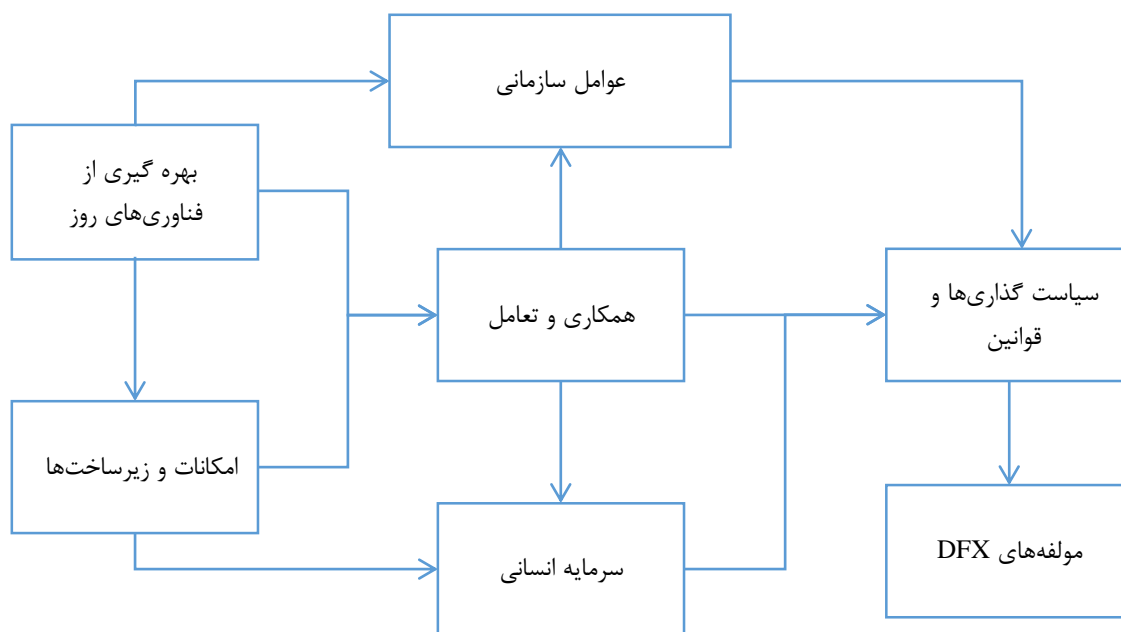 عوامل سازمانی
بهره گیری از
فناوری‌های روز
همکاری و تعامل
سیاست گذاری‌ها و
قوانین
امکانات و زیرساخت‌ها
سرمایه انسانی
مولفه‌های DFX